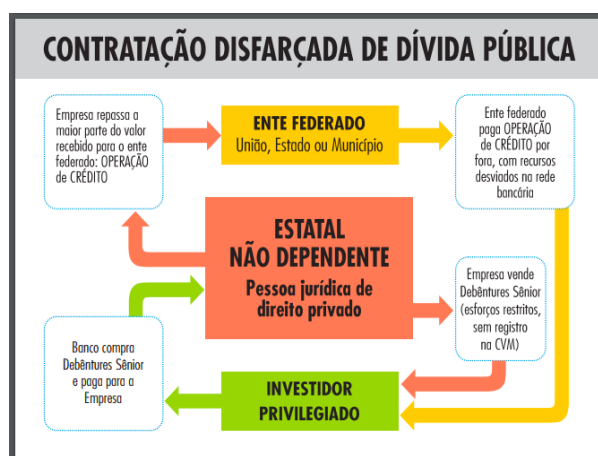 CONTRATAÇÃO DISFARÇADA DE DÍVIDA PÚBLICA
Empresa repassa a
maior parte do valor
recebido para o ente
federado: OPERAÇÃO
de CRÉDITO
ENTE FEDERADO
União, Estado ou Município
Ente federado
paga OPERAÇÃO
de CRÉDITO por
fora, com recursos
desviados na rede
bancária
ESTATAL
NÃO DEPENDENTE
Pessoa jurídica de
direito privado
Empresa vende
Debêntures Sênior
(esforços restritos,
sem registro
na CVM)
Banco compra
Debêntures Sênior
e paga para a
Empresa
INVESTIDOR
PRIVILEGIADO